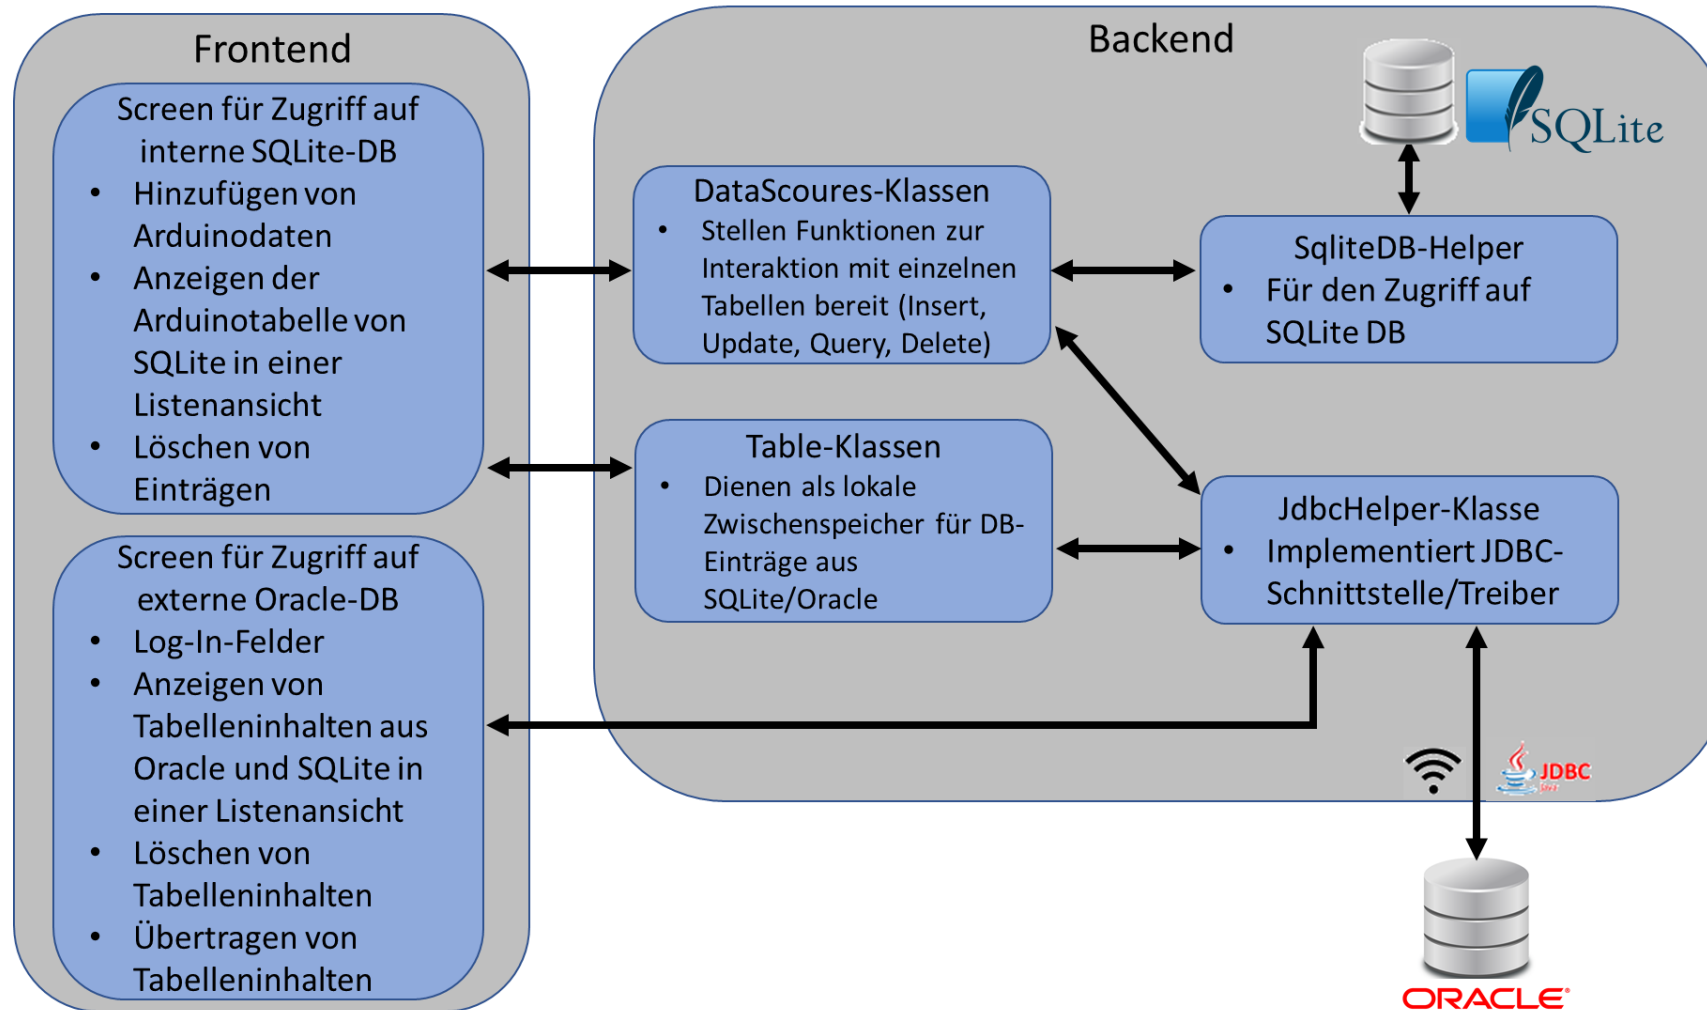 Frontend
Screen für Zugriff auf
interne SQLite-DB
• Hinzufügen von
Arduinodaten
• Anzeigen der
Arduinotabelle von
SQLite in einer
Listenansicht
• Löschen von
Einträgen
Screen für Zugriff auf
externe Oracle-DB
• Log-In-Felder
• Anzeigen von
Tabelleninhalten aus
Oracle und SQLite in
einer Listenansicht
• Löschen von
Tabelleninhalten
• Übertragen von
Tabelleninhalten
Backend
SQLite
DataScoures-Klassen
• Stellen Funktionen zur
Interaktion mit einzelnen
Tabellen bereit (Insert,
Update, Query, Delete)
SqliteDB-Helper
• Für den Zugriff auf
SQLite DB
Table-Klassen
• Dienen als lokale
Zwischenspeicher für DB-
Einträge aus
SQLite/Oracle
JdbcHelper-Klasse
• Implementiert JDBC-
Schnittstelle/Treiber
JDBC
ORACLE®